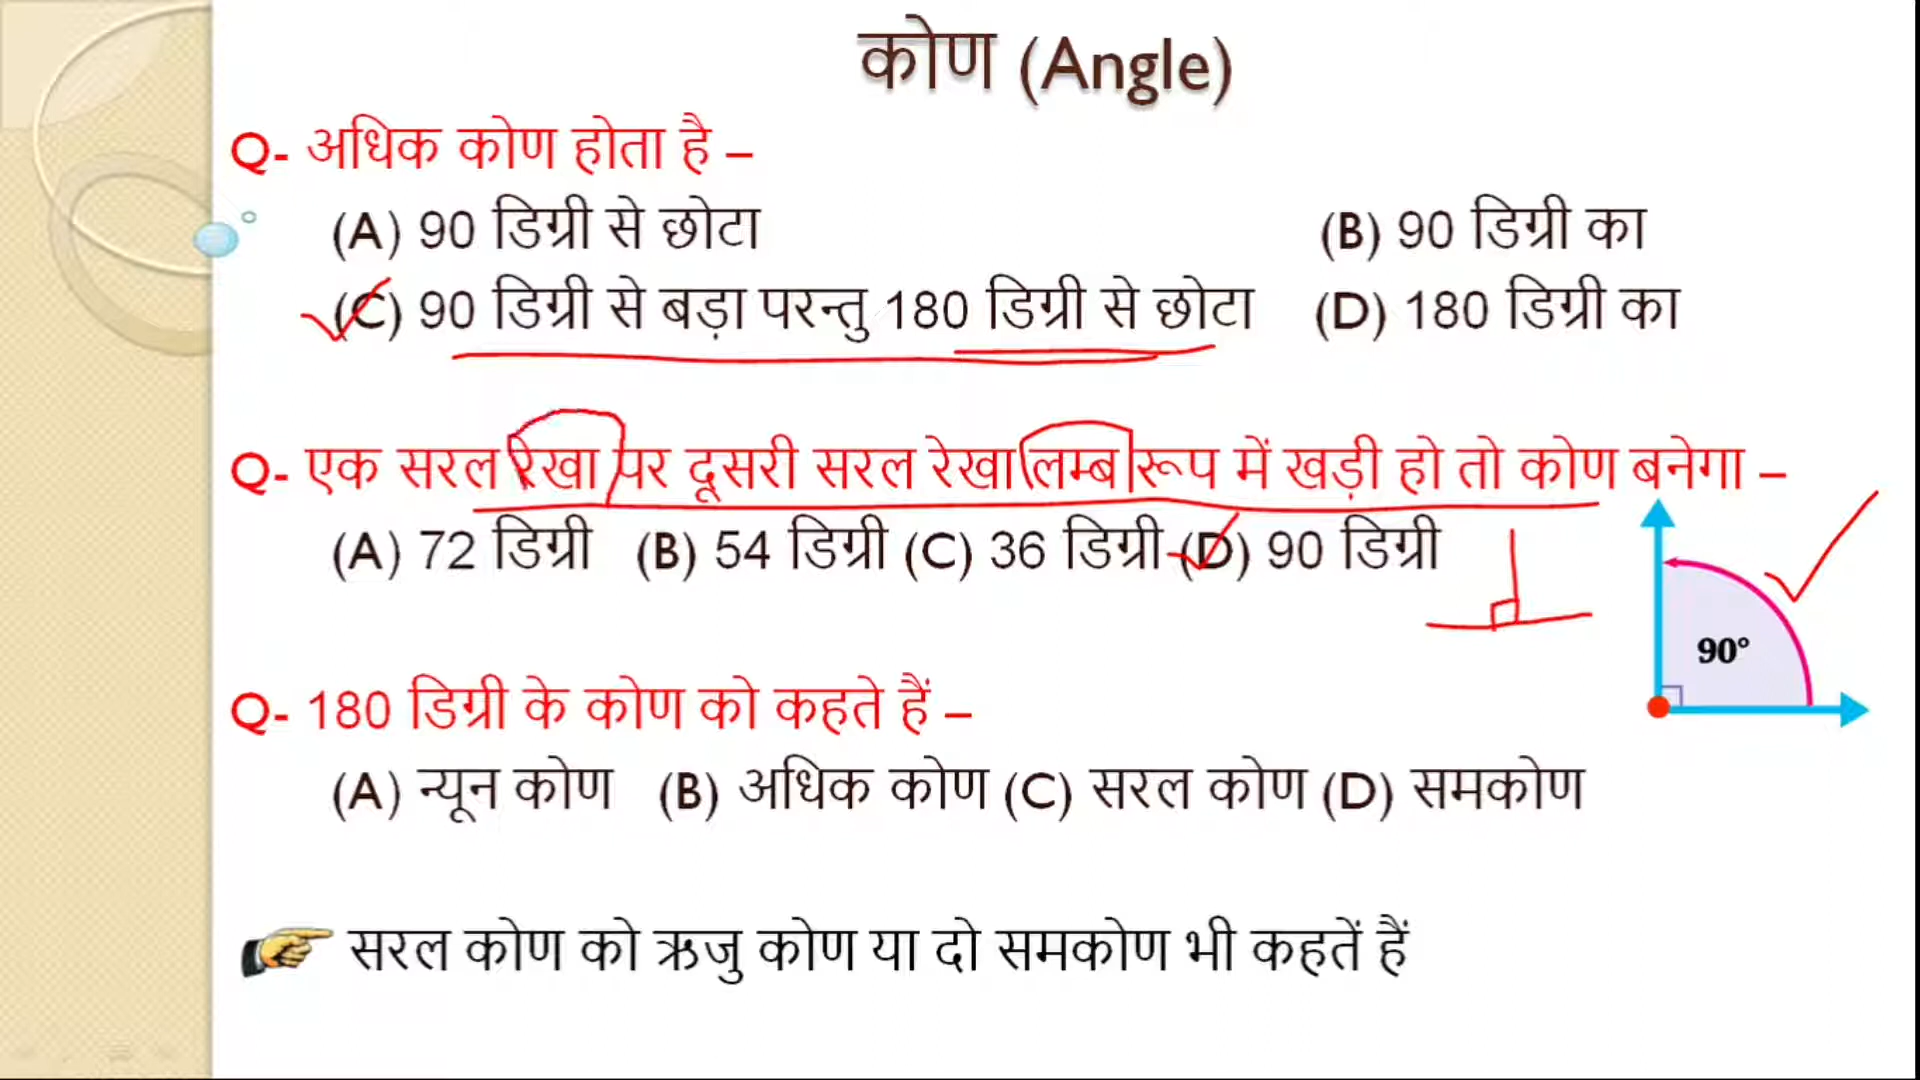 कोण (Angle)
Q- अधिक कोण होता है –
(A) 90 डिग्री से छोटा (B) 90 डिग्री का
(C) 90 डिग्री से बड़ा परन्तु 180 डिग्री से छोटा (D) 180 डिग्री का
Q- एक सरल रेखा पर दूसरी सरल रेखा लम्ब रूप में खड़ी हो तो कोण बनेगा –
(A) 72 डिग्री (B) 54 डिग्री (C) 36 डिग्री (D) 90 डिग्री
90°
Q- 180 डिग्री के कोण को कहते हैं –
(A) न्यून कोण (B) अधिक कोण (C) सरल कोण (D) समकोण
सरल कोण को ऋजु कोण या दो समकोण भी कहतें हैं